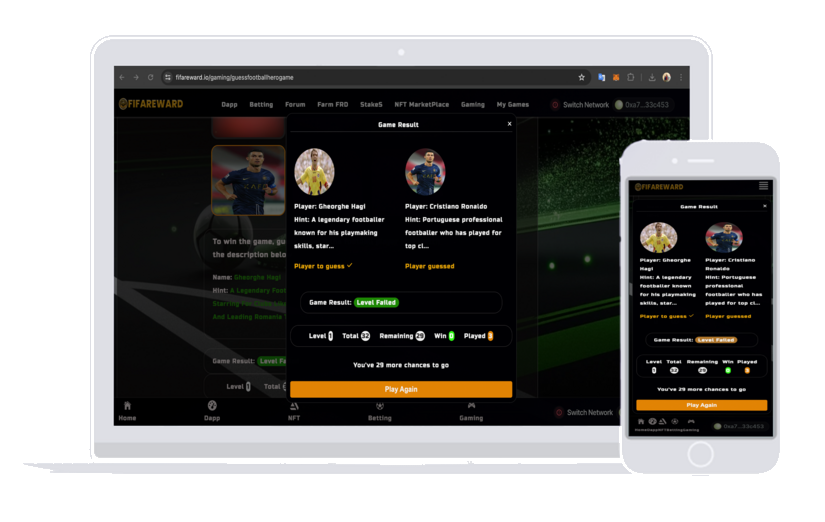 fifareward.io/gaming/guessfootballherogame
FIFAREWARD
Dapp Betting Forum Farm FRD StakeS NFT MarketPlace Gaming My Games Switch Network 0xa7...33c453
Game Result ×
Player: Gheorghe Hagi
Hint: A legendary footballer
known for his playmaking
skills, star...
Player to guess ✓
Player: Cristiano Ronaldo
Hint: Portuguese professional
footballer who has played for
top cl...
Player guessed
Game Result: Level Failed
Level 1 Total 32 Remaining 29 Win 0 Played 3
You've 29 more chances to go
Play Again
To win the game, gu
the description belo
Name: Gheorghe Hagi
Hint: A Legendary Foot
And Leading Romania
Game Result: Level Fa
Level 1 Total
Home Dapp NFT Betting Gaming Switch Network
FIFAREWARD
Game Result ×
Player: Gheorghe
Hagi
Hint: A legendary
footballer known
for his playmaking
skills, star...
Player to guess ✓
Player: Cristiano
Ronaldo
Hint: Portuguese
professional
footballer who has
played for top cl...
Player guessed
Game Result: Level Failed
Level Total Remaining Win Played
1 32 29 0 3
You've 29 more chances to go
Play Again
0xa7...33c453